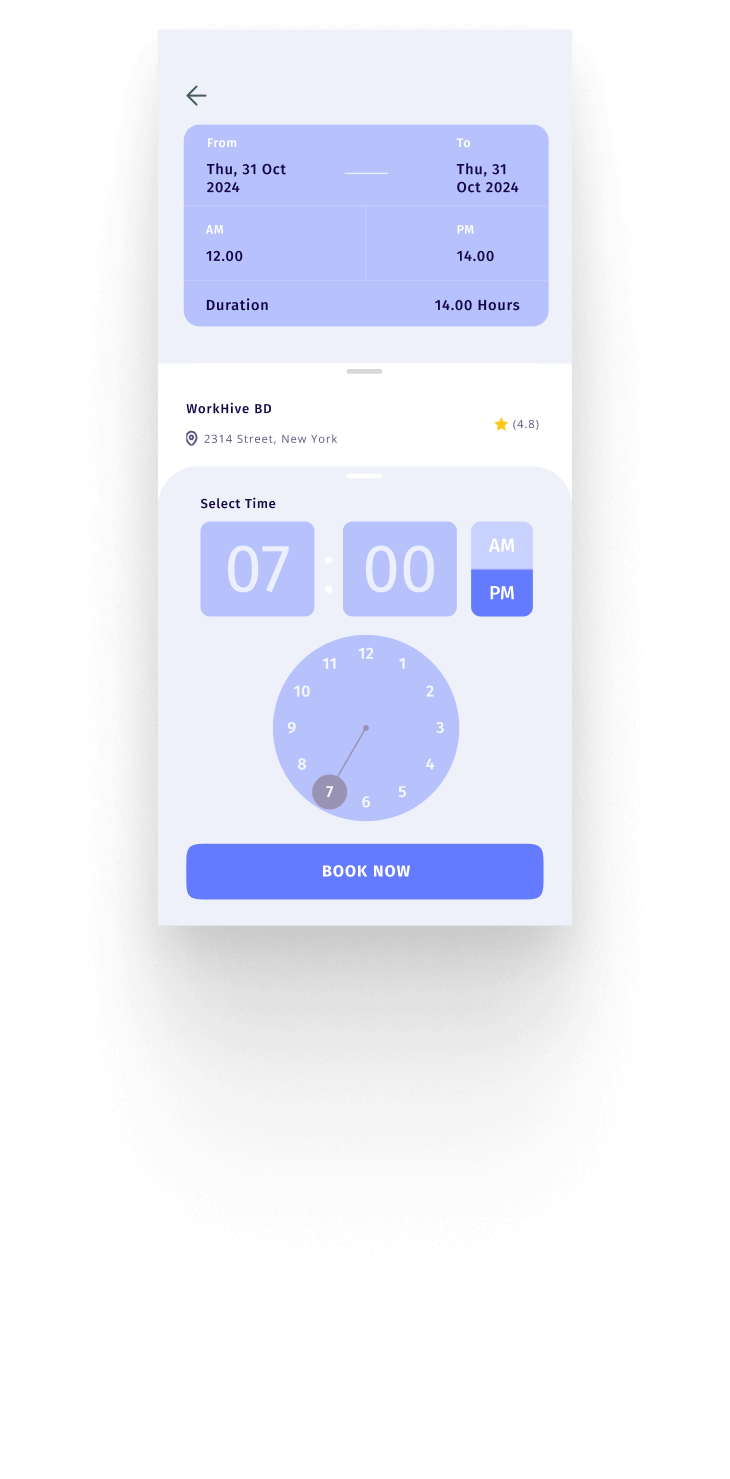 From
To
Thu, 31 Oct
2024
Thu, 31
Oct 2024
AM
PM
12.00
14.00
Duration
14.00 Hours
WorkHive BD
2314 Street, New York
(4.8)
Select Time
07
:
00
AM
PM
12
11
1
10
2
9
3
8
4
7
5
6
BOOK NOW